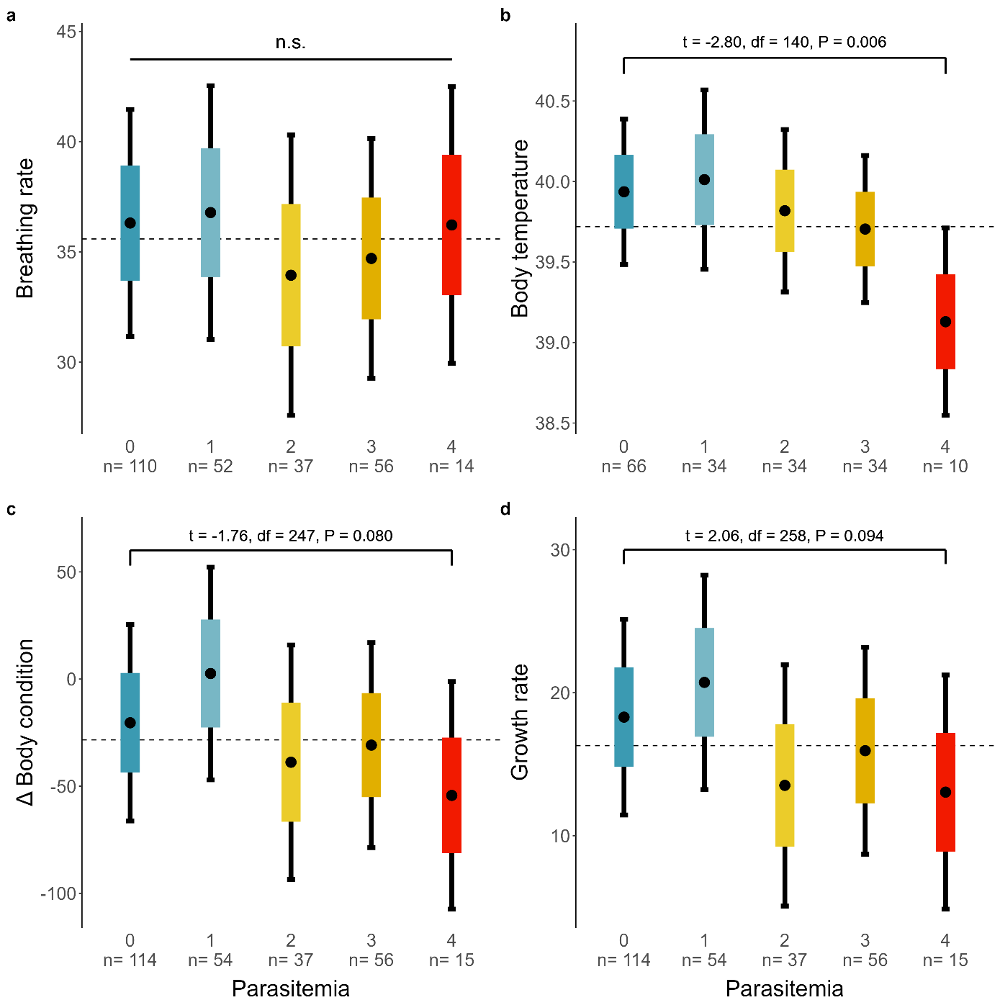 a
45
40
35
30
Breathing rate
n.s.
0 1 2 3 4
n= 110 n= 52 n= 37 n= 56 n= 14
b
40.5
40.0
39.5
39.0
38.5
Body temperature
t = -2.80, df = 140, P = 0.006
0 1 2 3 4
n= 66 n= 34 n= 34 n= 34 n= 10
c
50
0
-50
-100
Δ Body condition
t = -1.76, df = 247, P = 0.080
0 1 2 3 4
n= 114 n= 54 n= 37 n= 56 n= 15
Parasitemia
d
30
20
10
Growth rate
t = 2.06, df = 258, P = 0.094
0 1 2 3 4
n= 114 n= 54 n= 37 n= 56 n= 15
Parasitemia